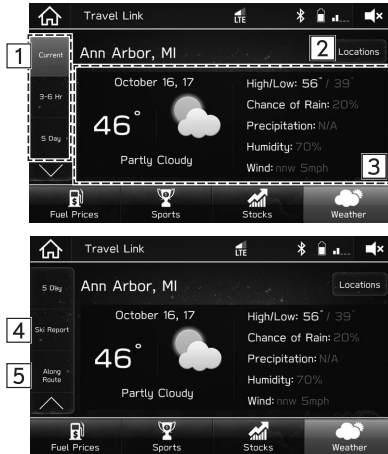 Travel Link
LTE
1
Current
3-6 Hr
5 Day
Ann Arbor, MI
2
Locations
October 16, 17
46°
Partly Cloudy
High/Low: 56° / 39°
Chance of Rain: 20%
Precipitation: N/A
Humidity: 70%
Wind: nnw 5mph
3
Fuel Prices
Sports
Stocks
Weather
Travel Link
LTE
5 Day
4
Ski Report
5
Along
Route
Ann Arbor, MI
Locations
October 16, 17
46°
Partly Cloudy
High/Low: 56° / 39°
Chance of Rain: 20%
Precipitation: N/A
Humidity: 70%
Wind: nnw 5mph
Fuel Prices
Sports
Stocks
Weather